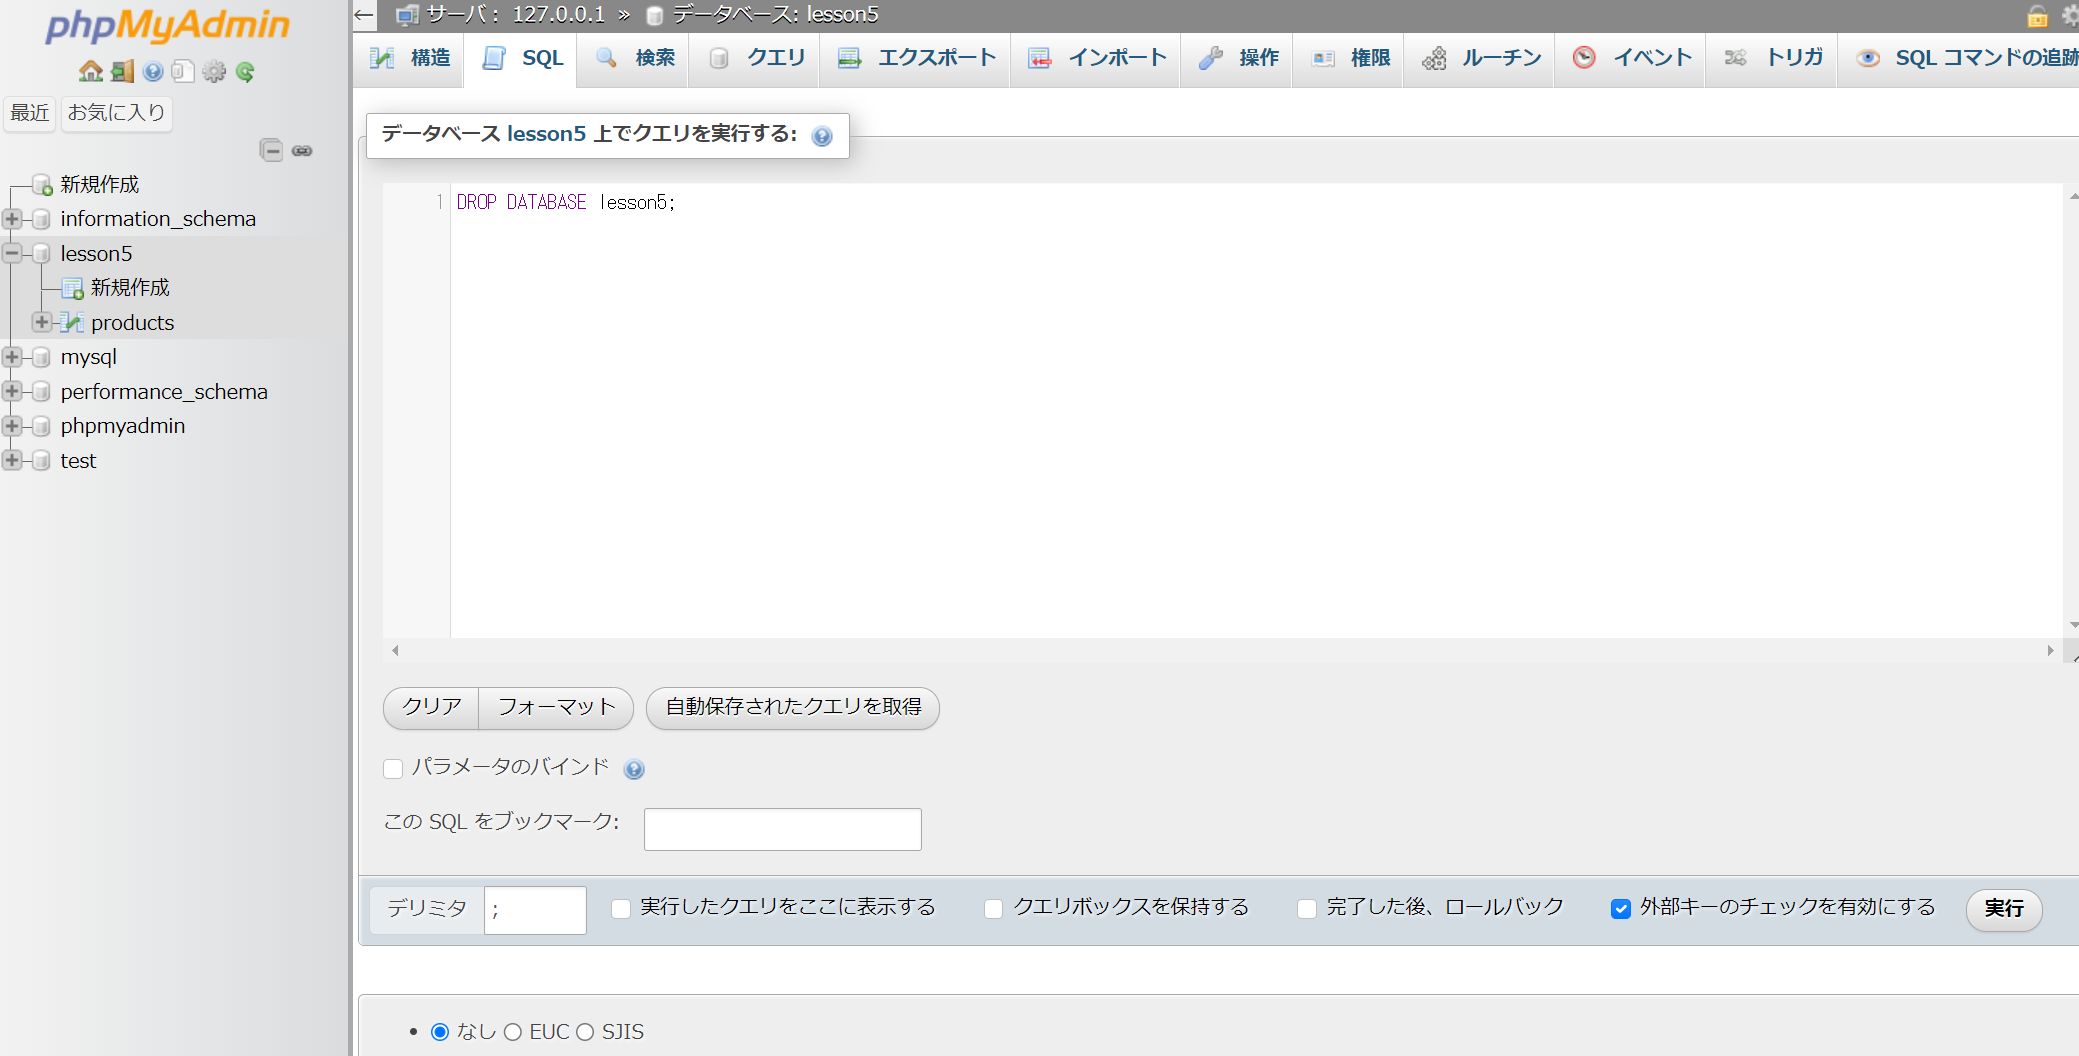 phpMyAdmin
最近 お気に入り
新規作成
information_schema
lesson5
新規作成
products
mysql
performance_schema
phpmyadmin
test
サーバ： 127.0.0.1 » データベース: lesson5
構造 SQL 検索 クエリ エクスポート インポート 操作 権限 ルーチン イベント トリガ SQL コマンドの追跡
データベース lesson5 上でクエリを実行する:
1 DROP DATABASE lesson5;
クリア フォーマット 自動保存されたクエリを取得
パラメータのバインド
この SQL をブックマーク:
デリミタ ; 実行したクエリをここに表示する クエリボックスを保持する 完了した後、ロールバック 外部キーのチェックを有効にする 実行
• なし EUC SJIS